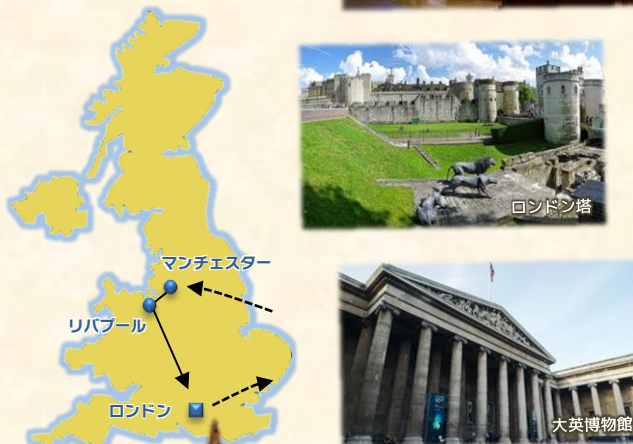 ロンドン塔
マンチェスター
リバプール
ロンドン
大英博物館